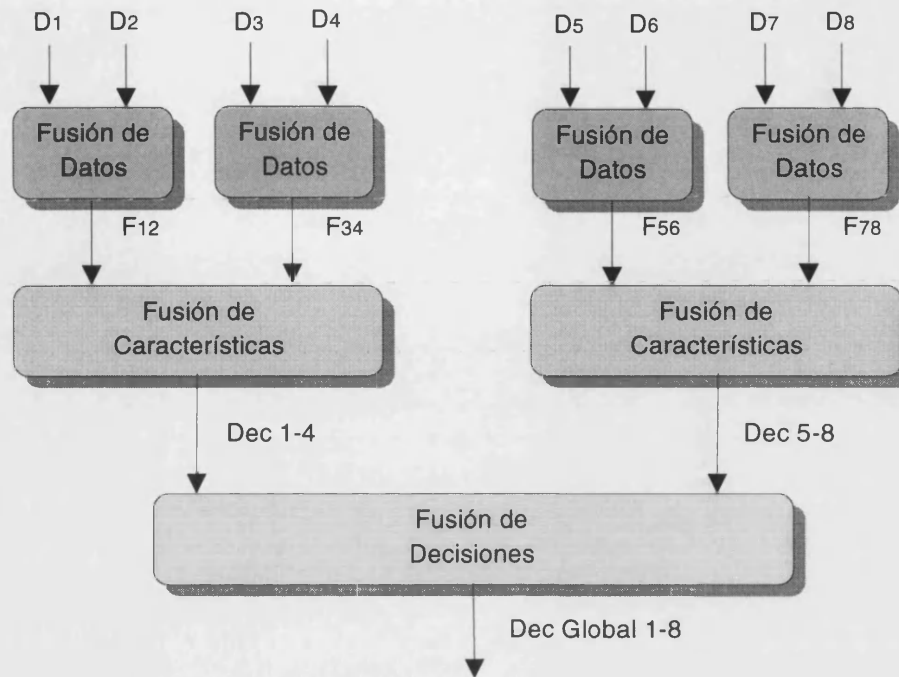 D1 D2 D3 D4 D5 D6 D7 D8
Fusión de
Datos
Fusión de
Datos
Fusión de
Datos
Fusión de
Datos
F12 F34 F56 F78
Fusión de
Características
Fusión de
Características
Dec 1-4 Dec 5-8
Fusión de
Decisiones
Dec Global 1-8